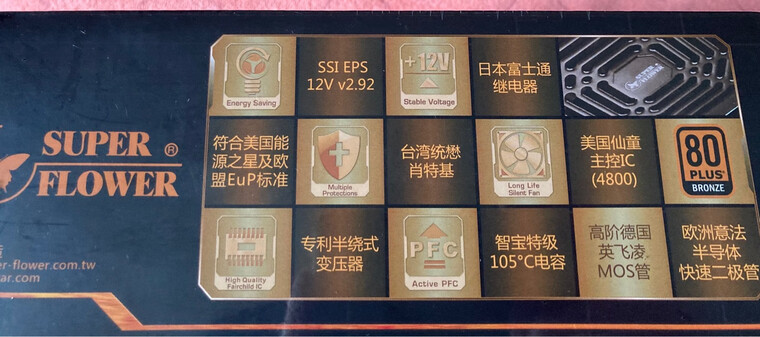 SUPER ®
FLOWER
r-flower.com.tw
ar.com
Energy Saving
SSI EPS
12V v2.92
+12V
Stable Voltage
日本富士通
继电器
SUPER
FLOWER
符合美国能
源之星及欧
盟EuP标准
Multiple
Protections
台湾统懋
肖特基
Long Life
Silent Fan
美国仙童
主控IC
(4800)
80
PLUS®
BRONZE
High Quality
Fairchild IC
专利半绕式
变压器
PFC
Active PFC
智宝特级
105°C电容
高阶德国
英飞凌
MOS管
欧洲意法
半导体
快速二极管